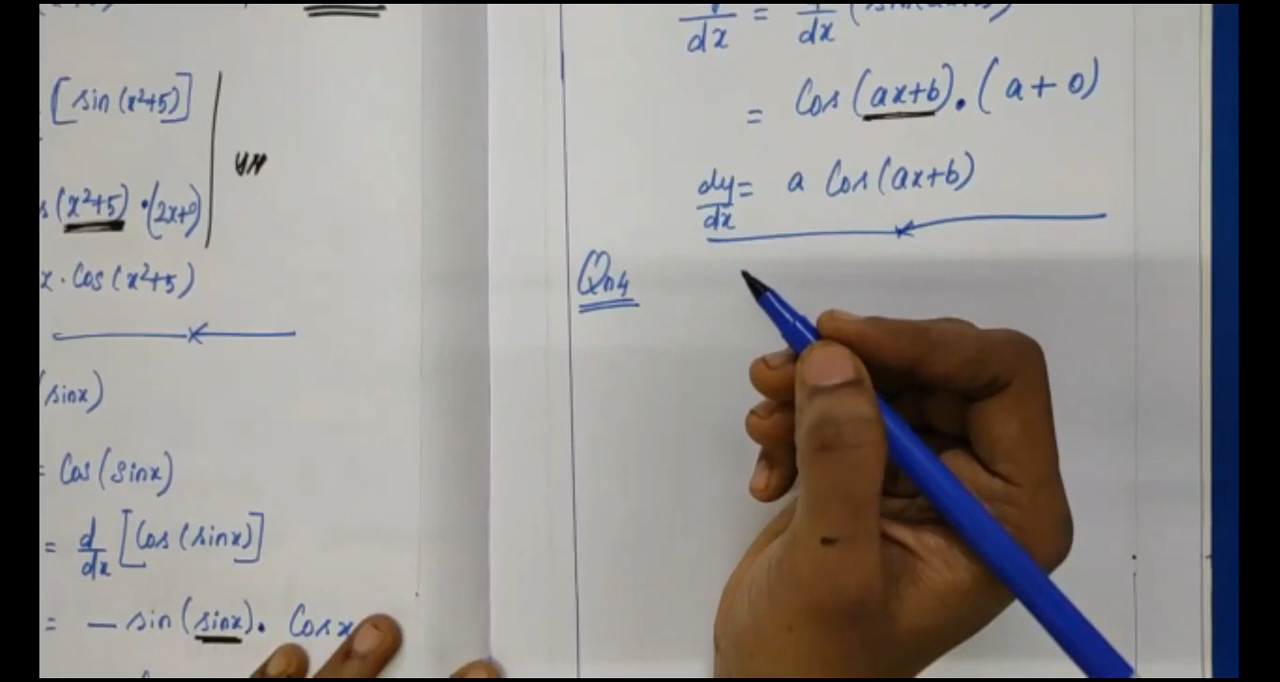 [sin (x²+5)]
(x²+5) · (2x+0)
x · Cos (x²+5)
(sinx)
= Cos (sinx)
= d/dx [Cos (sinx)]
= − sin (sinx). Cosx
dx = dx
= Cos (ax+b). (a + 0)
dy/dx = a Cos (ax+b)
Qn4